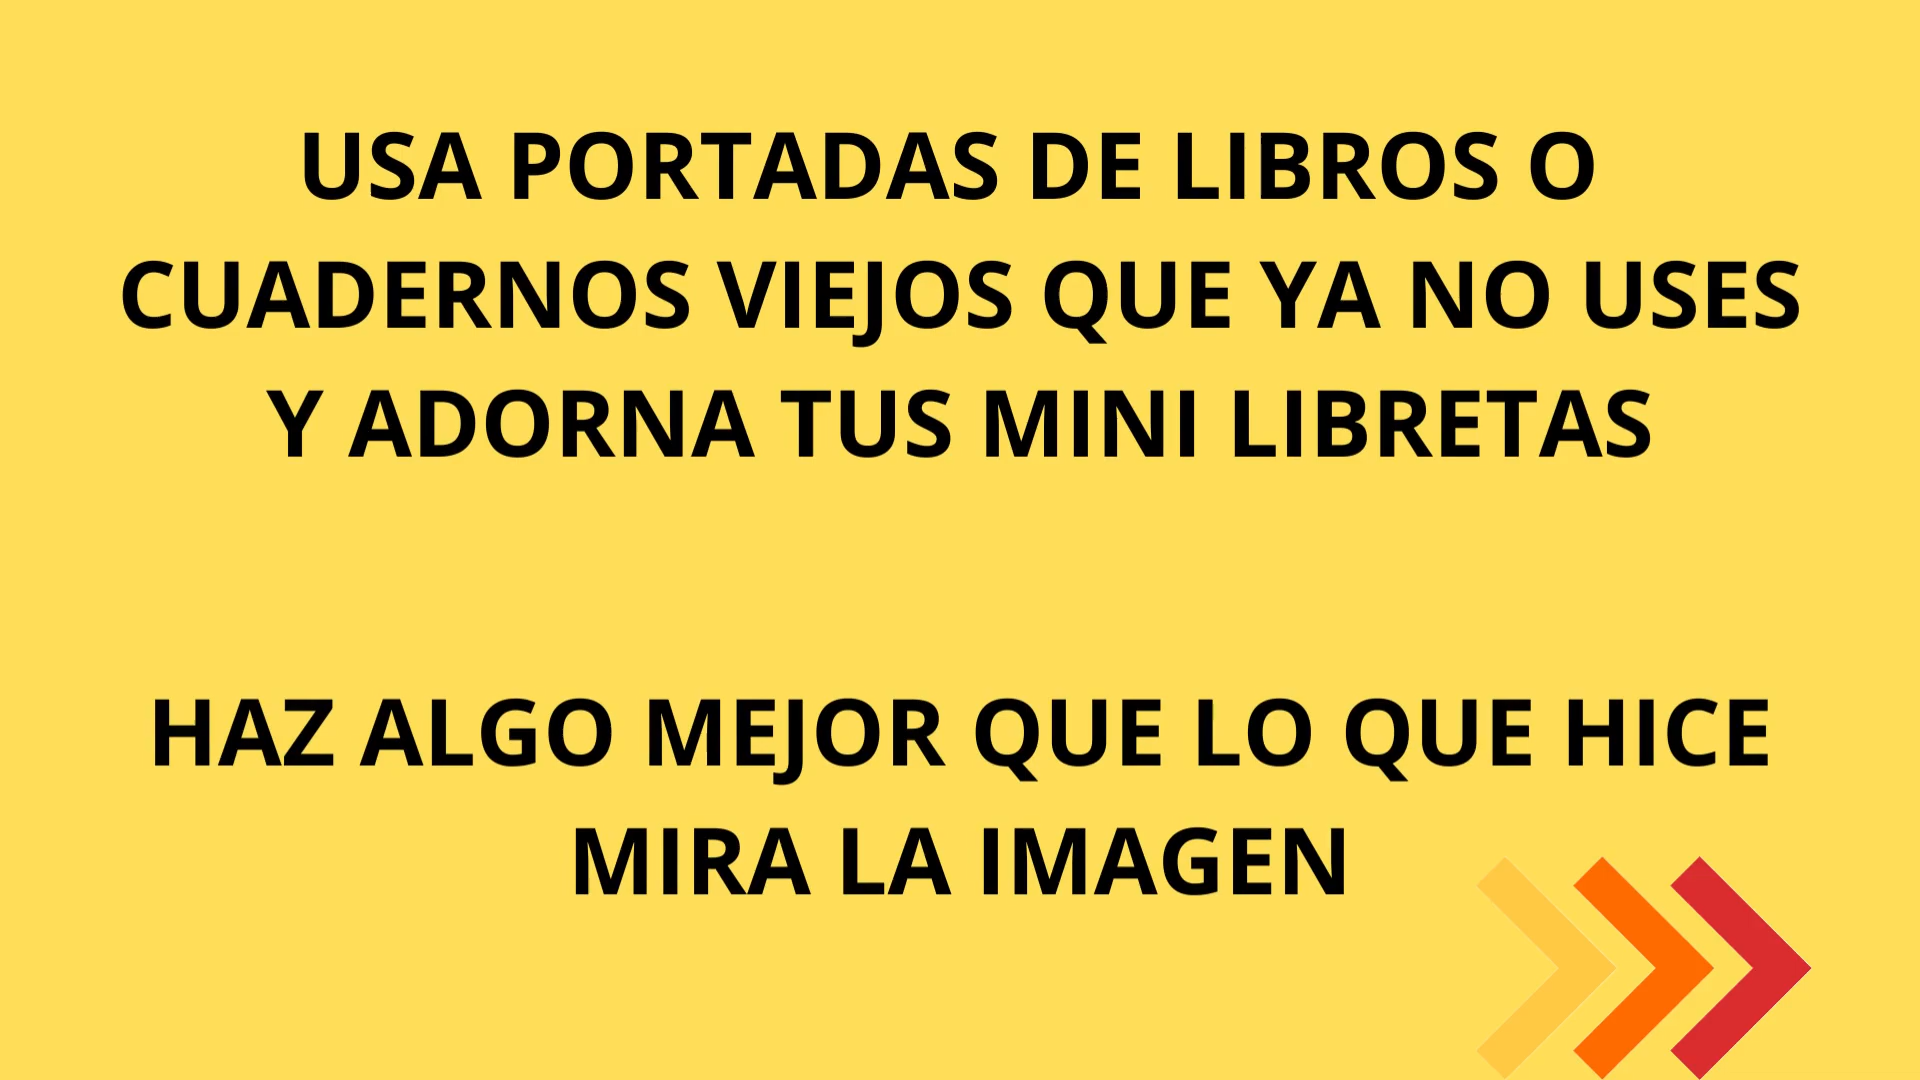 USA PORTADAS DE LIBROS O
CUADERNOS VIEJOS QUE YA NO USES
Y ADORNA TUS MINI LIBRETAS
HAZ ALGO MEJOR QUE LO QUE HICE
MIRA LA IMAGEN